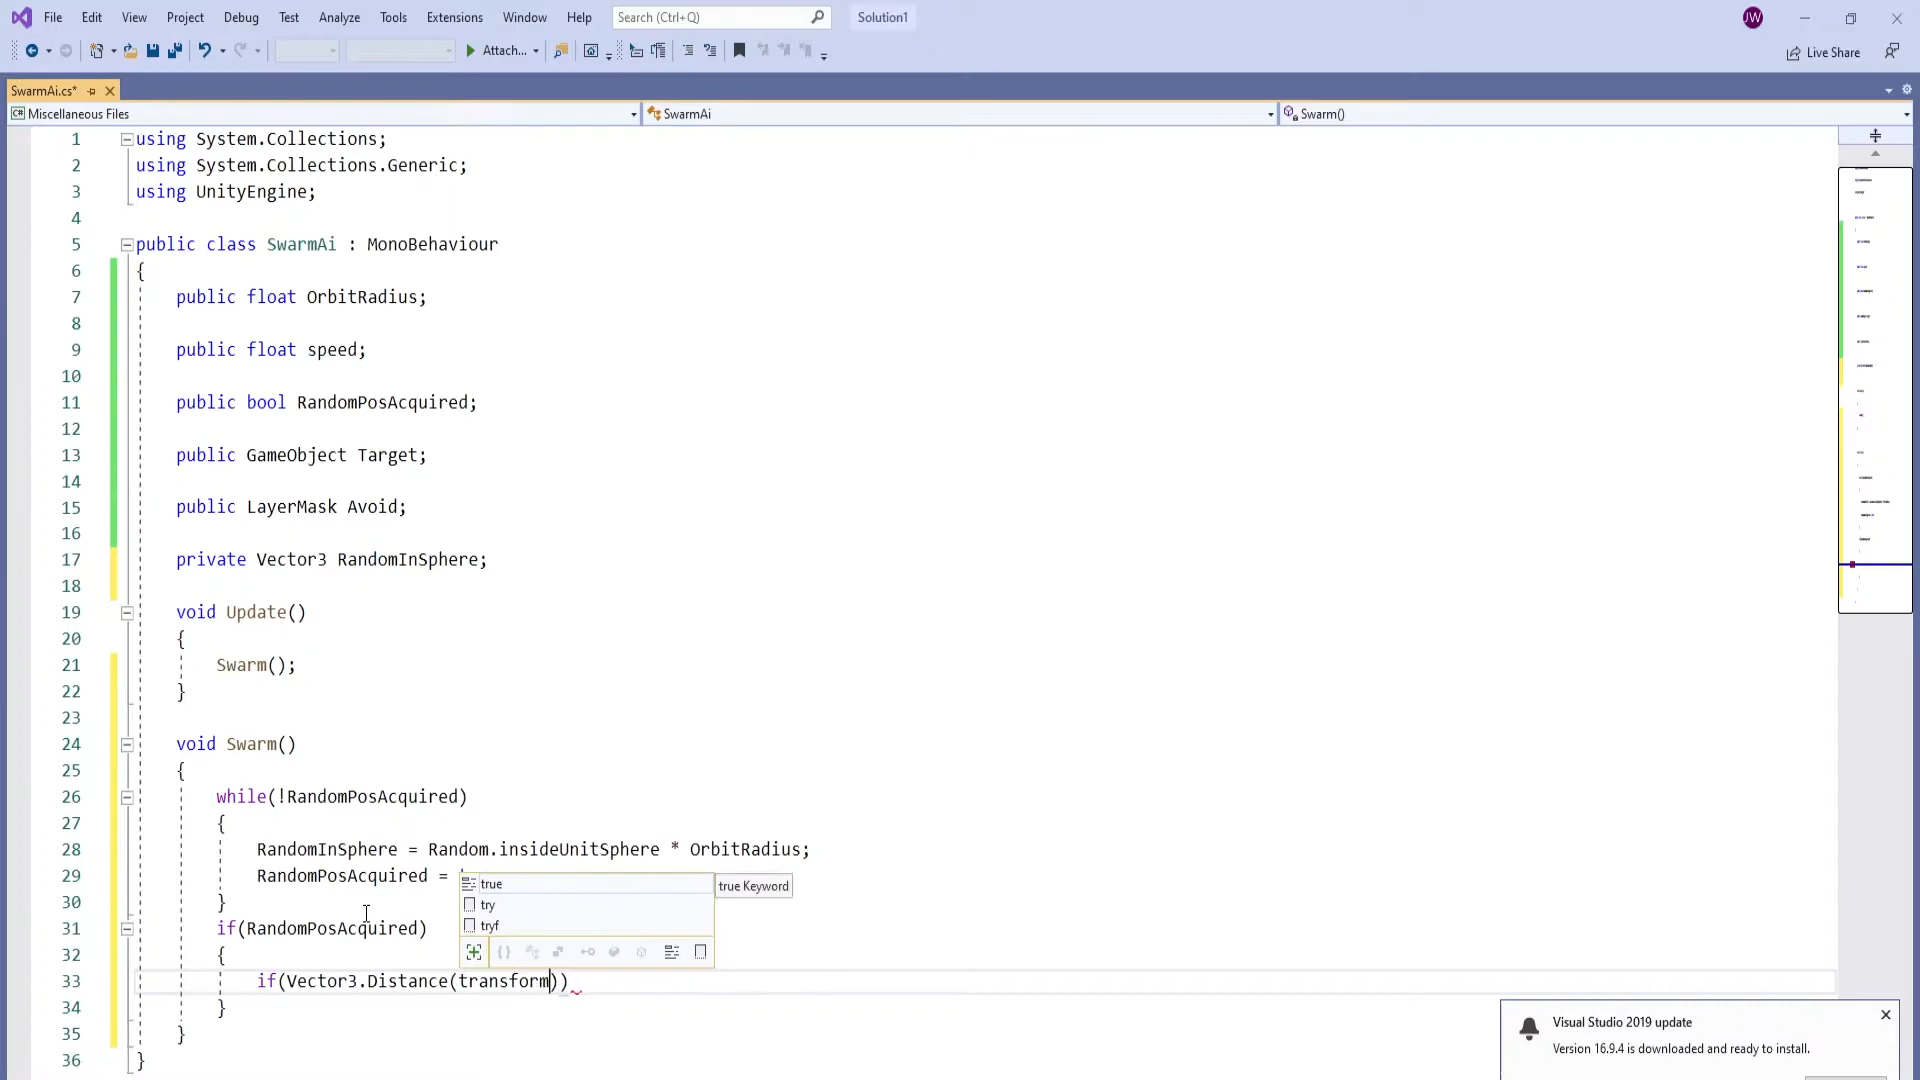 File Edit View Project Debug Test Analyze Tools Extensions Window Help Search (Ctrl+Q) Solution1 JW
Attach... Live Share
SwarmAi.cs*
C# Miscellaneous Files SwarmAi Swarm()
1 using System.Collections;
2 using System.Collections.Generic;
3 using UnityEngine;
4
5 public class SwarmAi : MonoBehaviour
6 {
7 public float OrbitRadius;
8
9 public float speed;
10
11 public bool RandomPosAcquired;
12
13 public GameObject Target;
14
15 public LayerMask Avoid;
16
17 private Vector3 RandomInSphere;
18
19 void Update()
20 {
21 Swarm();
22 }
23
24 void Swarm()
25 {
26 while(!RandomPosAcquired)
27 {
28 RandomInSphere = Random.insideUnitSphere * OrbitRadius;
29 RandomPosAcquired =
true true Keyword
30 }
try
31 if(RandomPosAcquired)
tryf
32 {
33 if(Vector3.Distance(transform))
34 }
35 }
36 }
Visual Studio 2019 update
Version 16.9.4 is downloaded and ready to install.